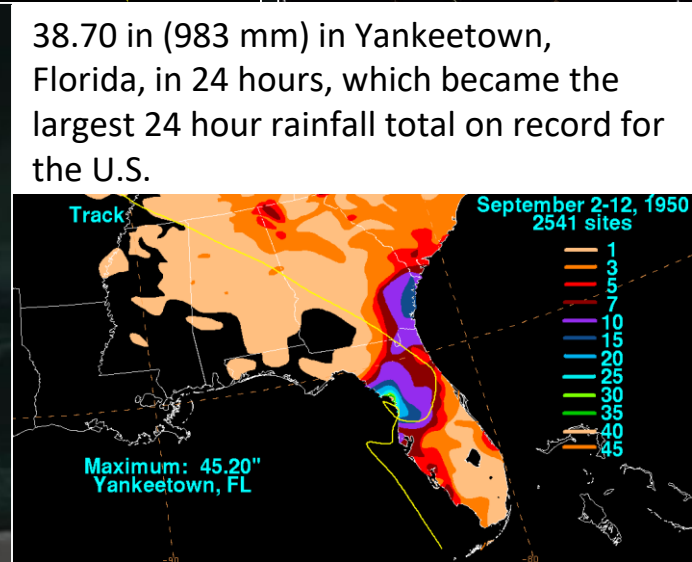 38.70 in (983 mm) in Yankeetown,
Florida, in 24 hours, which became the
largest 24 hour rainfall total on record for
the U.S.
Track
September 2-12, 1950
2541 sites
1
3
5
7
10
15
20
25
30
35
40
45
Maximum: 45.20"
Yankeetown, FL
-90
-80